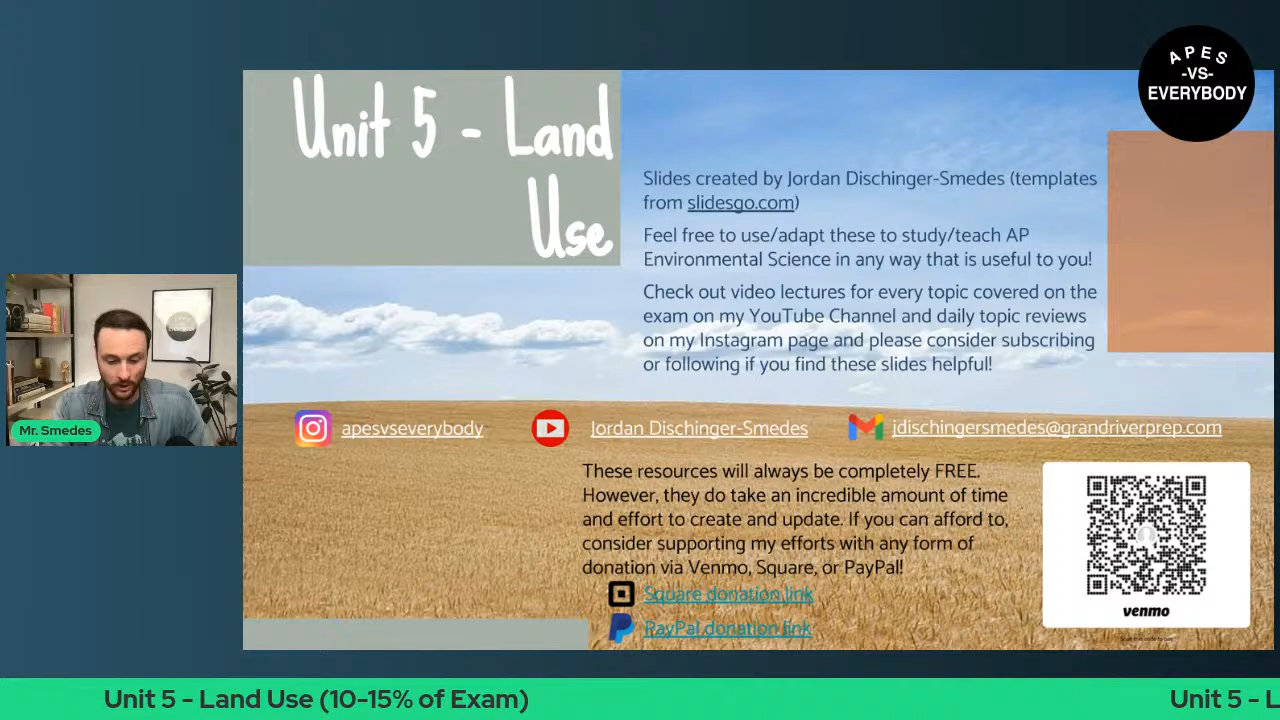 APES
-VS-
EVERYBODY
Unit 5 - Land
Use
Slides created by Jordan Dischinger-Smedes (templates
from slidesgo.com)
Feel free to use/adapt these to study/teach AP
Environmental Science in any way that is useful to you!
Check out video lectures for every topic covered on the
exam on my YouTube Channel and daily topic reviews
on my Instagram page and please consider subscribing
or following if you find these slides helpful!
Mr. Smedes
apesvseverybody
Jordan Dischinger-Smedes
jdischingersmedes@grandriverprep.com
These resources will always be completely FREE.
However, they do take an incredible amount of time
and effort to create and update. If you can afford to,
consider supporting my efforts with any form of
donation via Venmo, Square, or PayPal!
Square donation link
PayPal donation link
venmo
Unit 5 - Land Use (10-15% of Exam)
Unit 5 - L